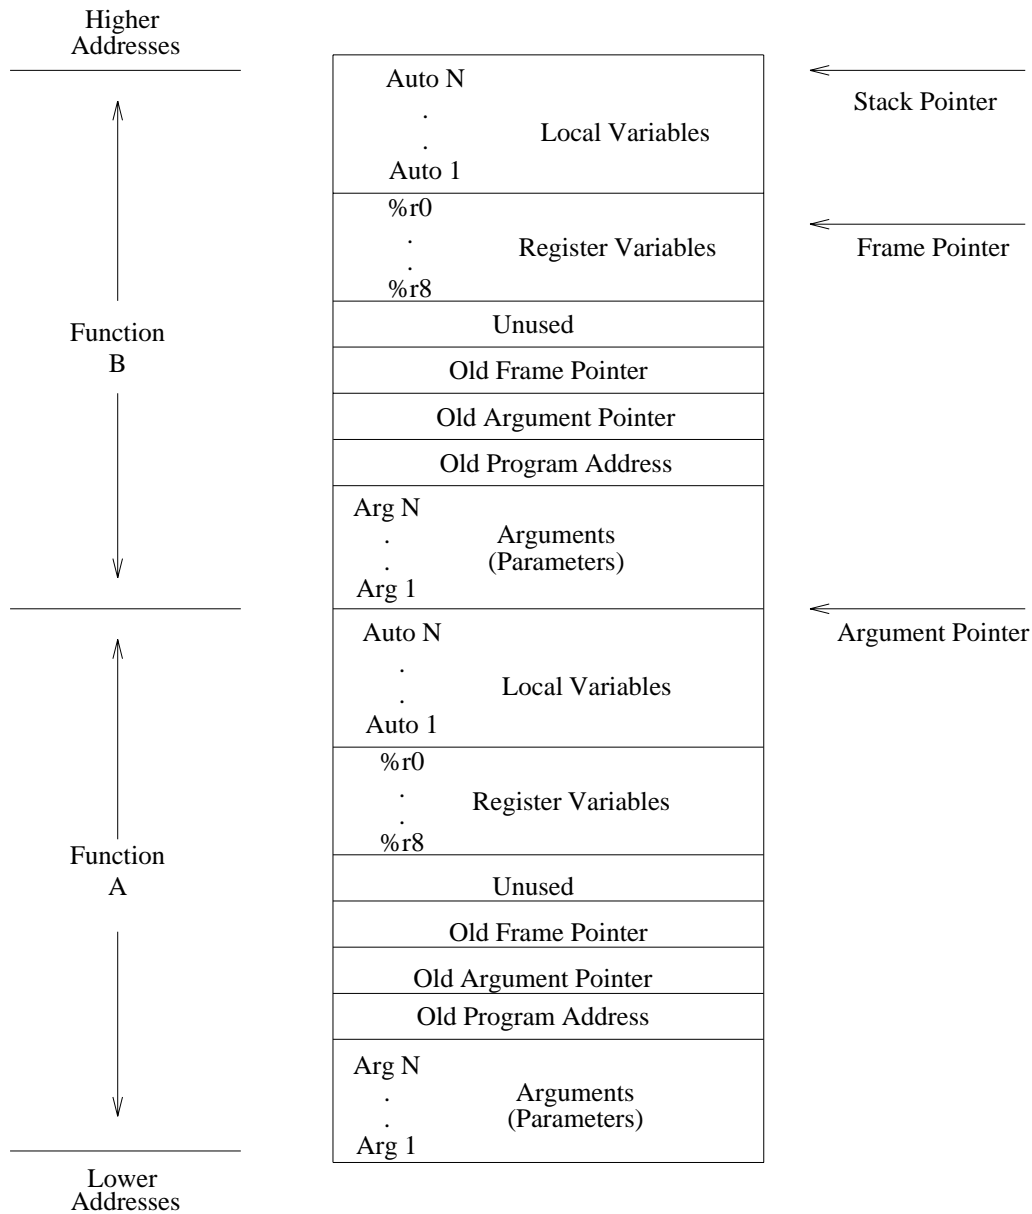 Higher
Addresses
Auto N
.
.
Auto 1
Local Variables
Stack Pointer
%r0
.
.
%r8
Register Variables
Frame Pointer
Function
B
Unused
Old Frame Pointer
Old Argument Pointer
Old Program Address
Arg N
.
.
Arg 1
Arguments
(Parameters)
Argument Pointer
Auto N
.
.
Auto 1
Local Variables
%r0
.
.
%r8
Register Variables
Function
A
Unused
Old Frame Pointer
Old Argument Pointer
Old Program Address
Arg N
.
.
Arg 1
Arguments
(Parameters)
Lower
Addresses